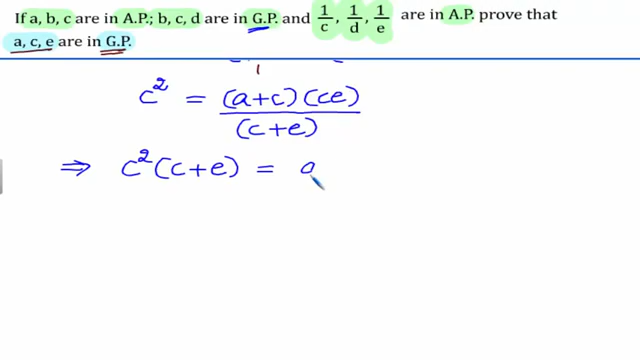 If a, b, c are in A.P.; b, c, d are in G.P. and 1/c, 1/d, 1/e are in A.P. prove that
a, c, e are in G.P.
c² = (a+c)(ce)/(c+e)
⇒ c²(c+e) = a